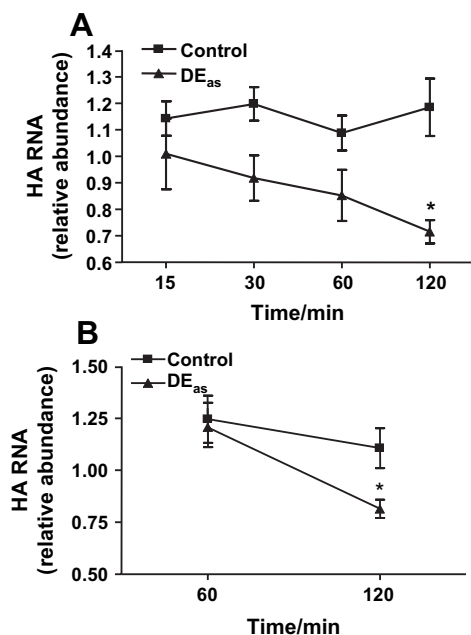 A
Control
DEas
1.4
1.3
1.2
1.1
1.0
0.9
0.8
0.7
0.6
HA RNA
(relative abundance)
*
15 30 60 120
Time/min
B
Control
DEas
1.50
1.25
1.00
0.75
0.50
HA RNA
(relative abundance)
*
60 120
Time/min